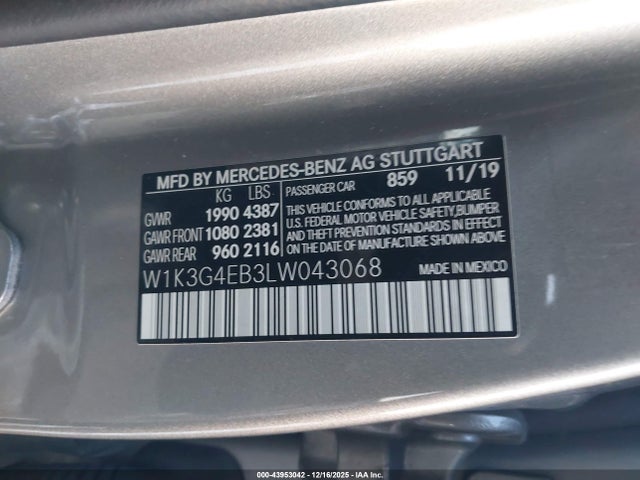 MFD BY MERCEDES-BENZ AG STUTTGART
KG LBS
PASSENGER CAR 859 11/19
GVWR 1990 4387
GAWR FRONT 1080 2381
GAWR REAR 960 2116
THIS VEHICLE CONFORMS TO ALL APPLICABLE
U.S. FEDERAL MOTOR VEHICLE SAFETY,BUMPER
AND THEFT PREVENTION STANDARDS IN EFFECT
ON THE DATE OF MANUFACTURE SHOWN ABOVE.
W1K3G4EB3LW043068
MADE IN MEXICO
000-43953042 - 12/16/2025 - IAA Inc.